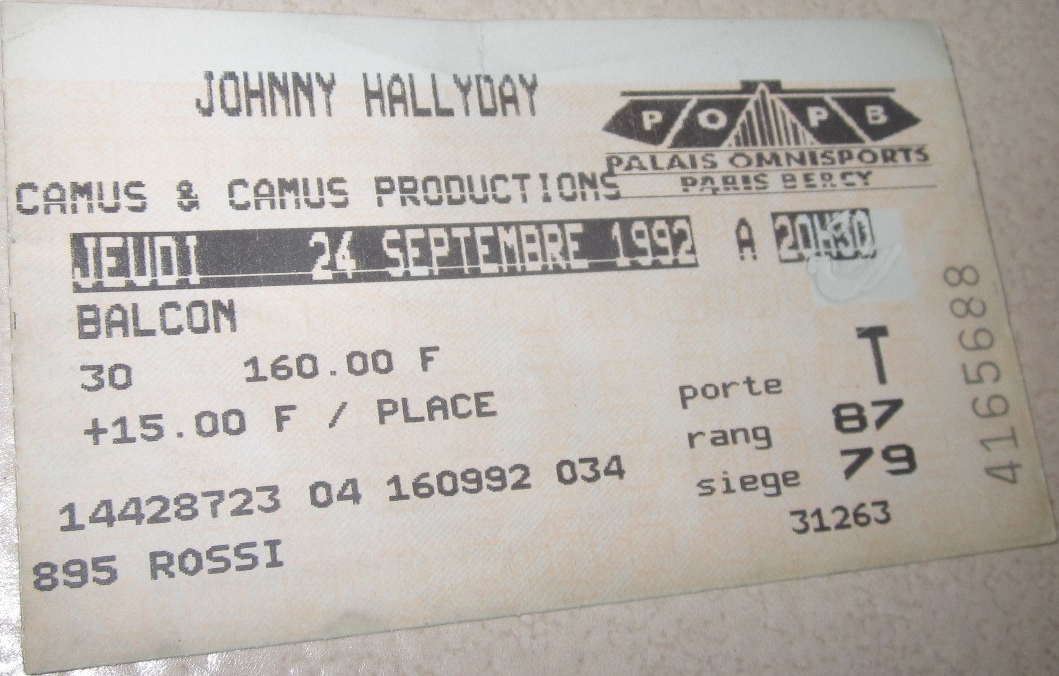 JOHNNY HALLYDAY
P O P B
PALAIS OMNISPORTS
PARIS BERCY
CAMUS & CAMUS PRODUCTIONS
JEUDI 24 SEPTEMBRE 1992 A 20H30
BALCON
30 160.00 F
+15.00 F / PLACE
porte T
rang 87
siege 79
14428723 04 160992 034
31263
895 ROSSI
4165688